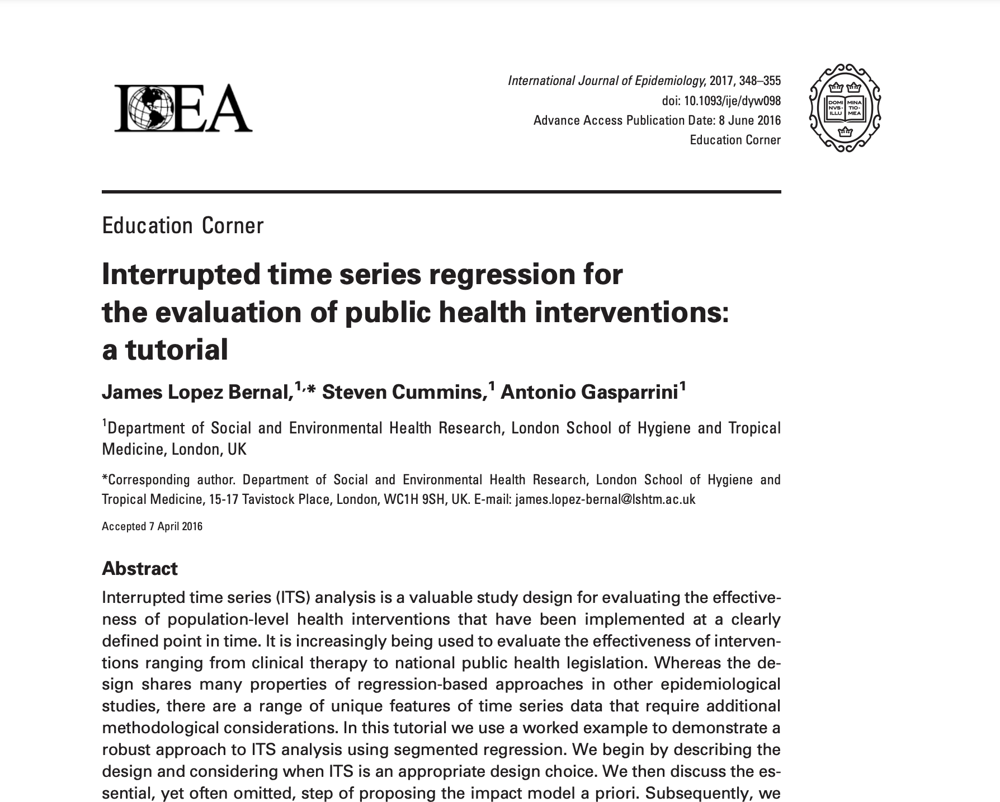 IEA
International Journal of Epidemiology, 2017, 348–355
doi: 10.1093/ije/dyw098
Advance Access Publication Date: 8 June 2016
Education Corner
DOMI MINA
NVS- TIO-
ILLU MEA
Education Corner
Interrupted time series regression for
the evaluation of public health interventions:
a tutorial
James Lopez Bernal,1,* Steven Cummins,1 Antonio Gasparrini1
1Department of Social and Environmental Health Research, London School of Hygiene and Tropical
Medicine, London, UK
*Corresponding author. Department of Social and Environmental Health Research, London School of Hygiene and
Tropical Medicine, 15-17 Tavistock Place, London, WC1H 9SH, UK. E-mail: james.lopez-bernal@lshtm.ac.uk
Accepted 7 April 2016
Abstract
Interrupted time series (ITS) analysis is a valuable study design for evaluating the effective-
ness of population-level health interventions that have been implemented at a clearly
defined point in time. It is increasingly being used to evaluate the effectiveness of interven-
tions ranging from clinical therapy to national public health legislation. Whereas the de-
sign shares many properties of regression-based approaches in other epidemiological
studies, there are a range of unique features of time series data that require additional
methodological considerations. In this tutorial we use a worked example to demonstrate a
robust approach to ITS analysis using segmented regression. We begin by describing the
design and considering when ITS is an appropriate design choice. We then discuss the es-
sential, yet often omitted, step of proposing the impact model a priori. Subsequently, we